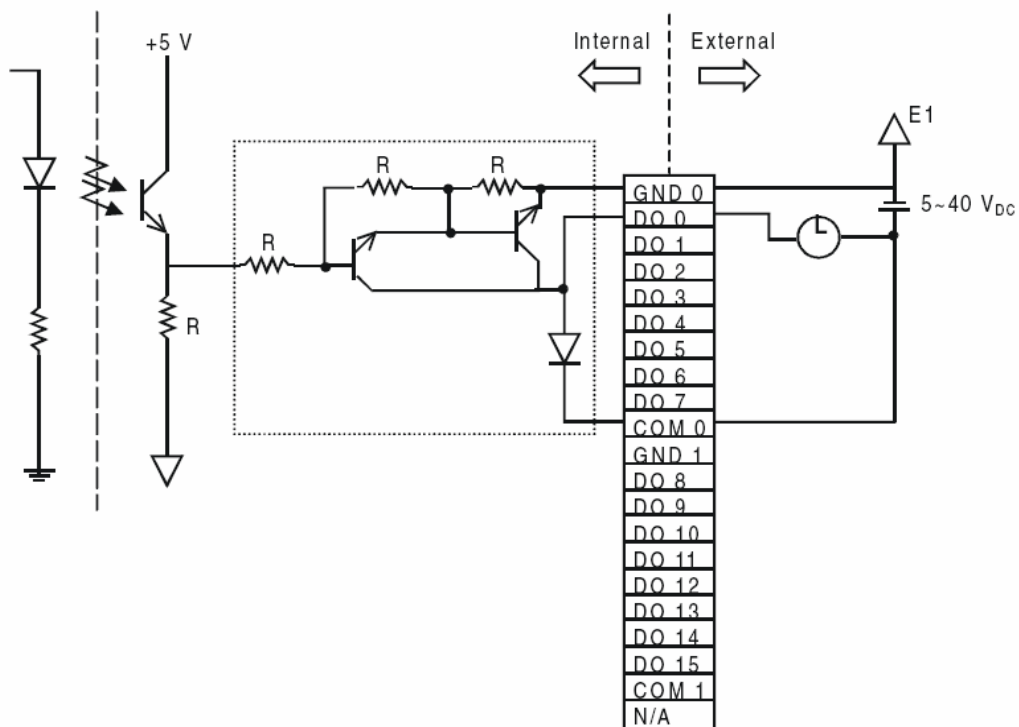 +5 V
Internal
External
E1
5~40 VDC
R
R
R
R
GND 0
DO 0
DO 1
DO 2
DO 3
DO 4
DO 5
DO 6
DO 7
COM 0
GND 1
DO 8
DO 9
DO 10
DO 11
DO 12
DO 13
DO 14
DO 15
COM 1
N/A